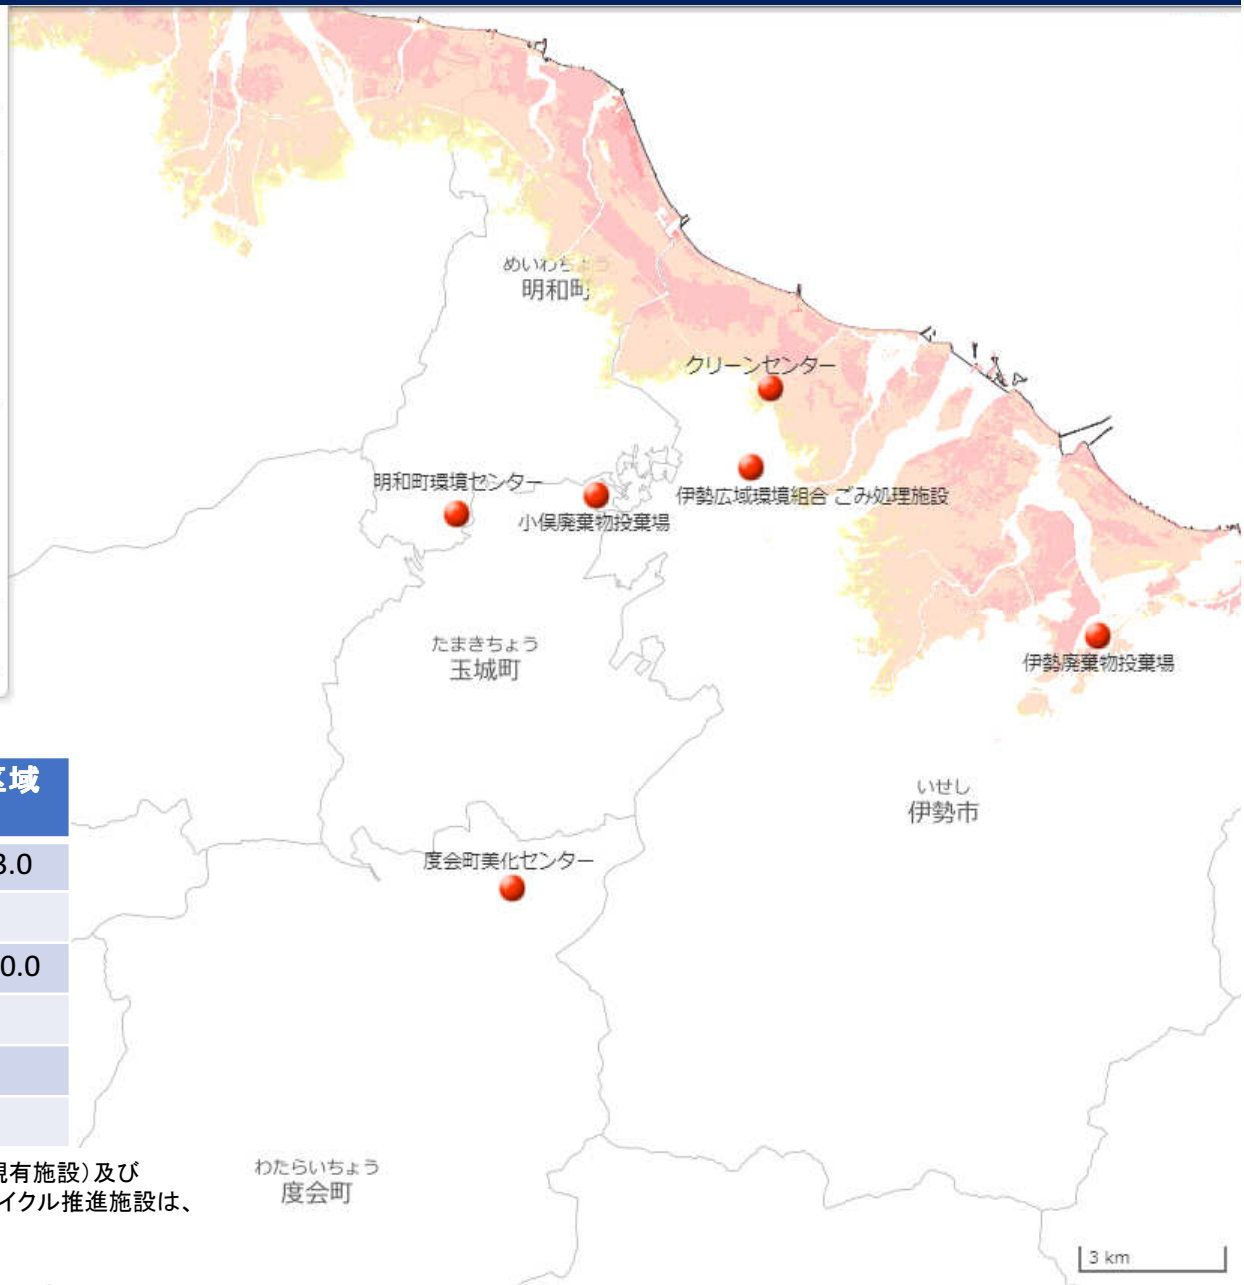 めいわちょう
明和町
クリーンセンター
明和町環境センター
小俣廃棄物投棄場
伊勢広域環境組合 ごみ処理施設
たまきちょう
玉城町
伊勢廃棄物投棄場
区域
3.0
0.0
いせし
伊勢市
度会町美化センター
現有施設）及び
イクル推進施設は、
わたらいちょう
度会町
3 km